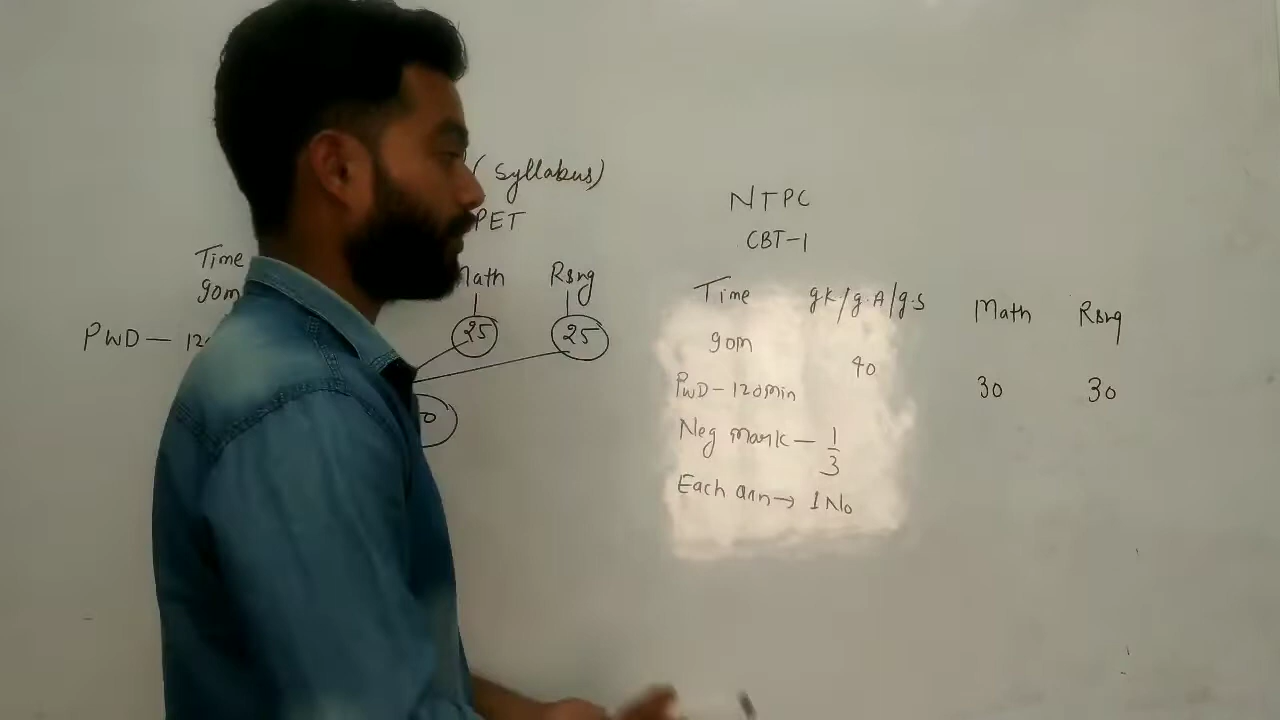 (Syllabus)
PET
Time Math Rsng
90m 25 25
PWD — 12
NTPC
CBT-1
Time gk/g.A/g.S Math Rsng
90m 40 30 30
PWD - 120min
Neg mark — 1/3
Each ann → 1 No